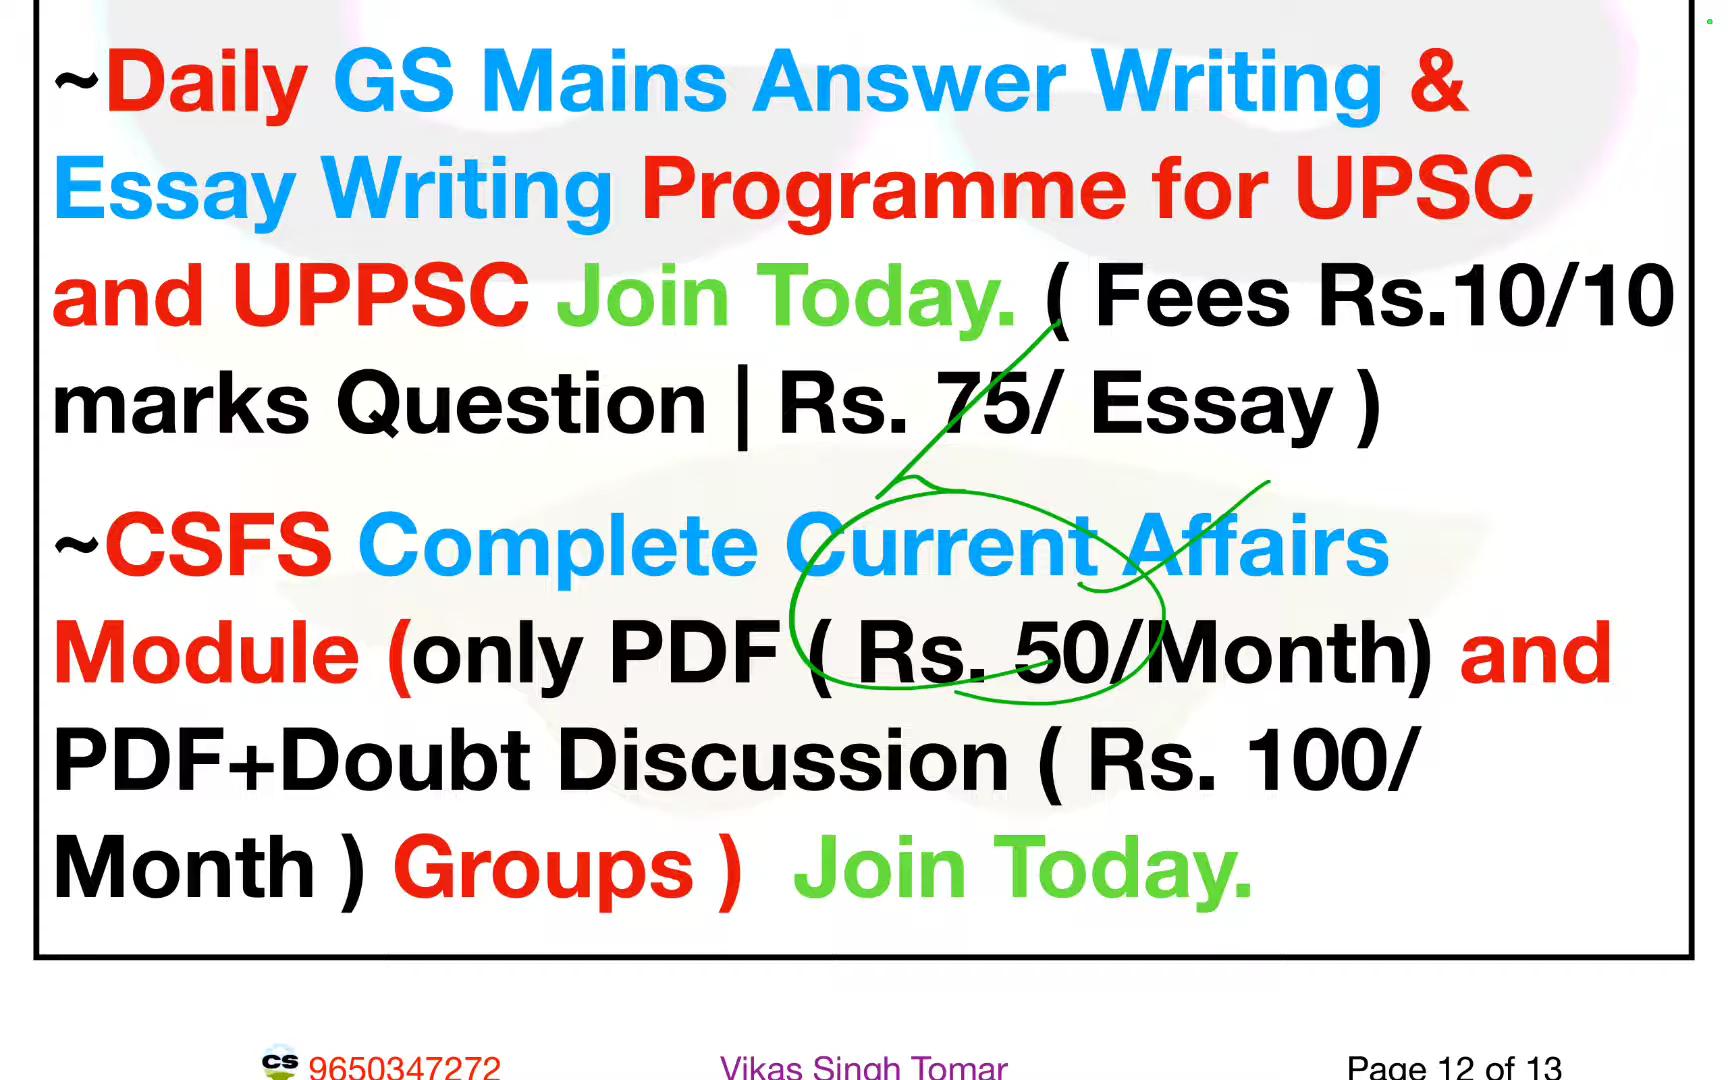 ~Daily GS Mains Answer Writing &
Essay Writing Programme for UPSC
and UPPSC Join Today. ( Fees Rs.10/10
marks Question | Rs. 75/ Essay )
~CSFS Complete Current Affairs
Module (only PDF ( Rs. 50/Month) and
PDF+Doubt Discussion ( Rs. 100/
Month ) Groups ) Join Today.
CS 9650347272 Vikas Singh Tomar Page 12 of 13